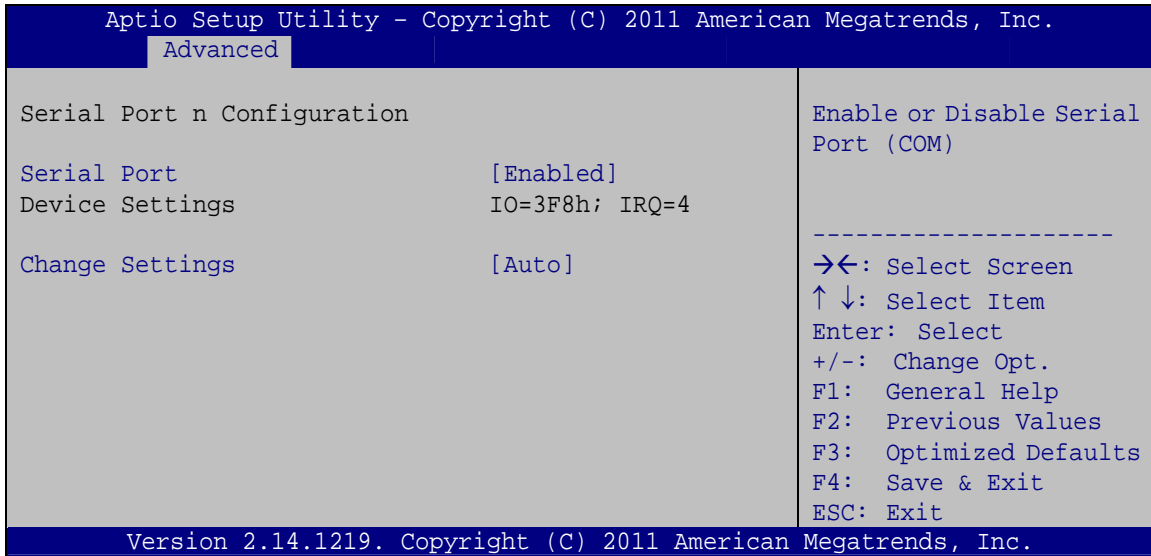 Aptio Setup Utility – Copyright (C) 2011 American Megatrends, Inc.
Advanced
Serial Port n Configuration
Serial Port [Enabled]
Device Settings IO=3F8h; IRQ=4
Change Settings [Auto]
Enable or Disable Serial
Port (COM)
---------------------
→←: Select Screen
↑ ↓: Select Item
Enter: Select
+/-: Change Opt.
F1: General Help
F2: Previous Values
F3: Optimized Defaults
F4: Save & Exit
ESC: Exit
Version 2.14.1219. Copyright (C) 2011 American Megatrends, Inc.